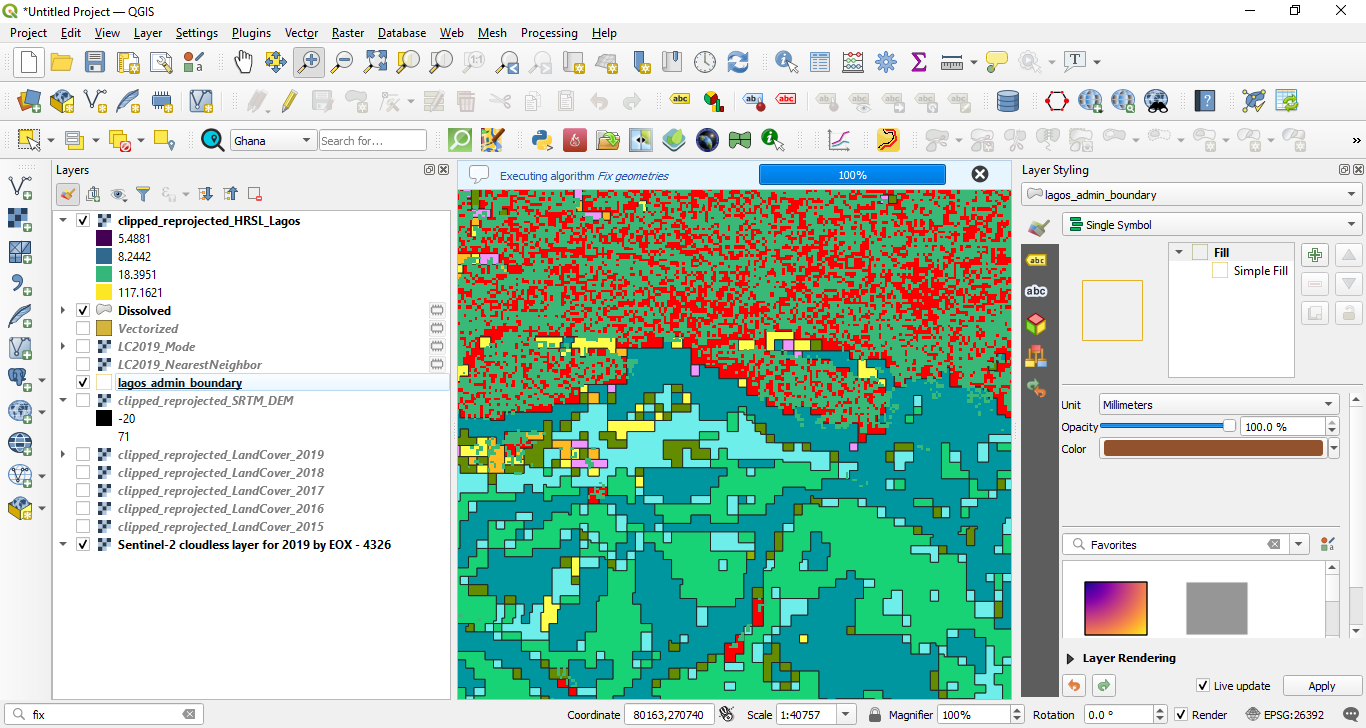 *Untitled Project — QGIS
Project Edit View Layer Settings Plugins Vector Raster Database Web Mesh Processing Help
Ghana Search for...
Layers
Executing algorithm Fix geometries 100%
clipped_reprojected_HRSL_Lagos
5.4881
8.2442
18.3951
117.1621
Dissolved
Vectorized
LC2019_Mode
LC2019_NearestNeighbor
lagos_admin_boundary
clipped_reprojected_SRTM_DEM
-20
71
clipped_reprojected_LandCover_2019
clipped_reprojected_LandCover_2018
clipped_reprojected_LandCover_2017
clipped_reprojected_LandCover_2016
clipped_reprojected_LandCover_2015
Sentinel-2 cloudless layer for 2019 by EOX - 4326
Layer Styling
lagos_admin_boundary
Single Symbol
Fill
Simple Fill
Unit Millimeters
Opacity 100.0 %
Color
Favorites
Layer Rendering
Live update Apply
fix
Coordinate 80163,270740 Scale 1:40757 Magnifier 100% Rotation 0.0 ° Render EPSG:26392